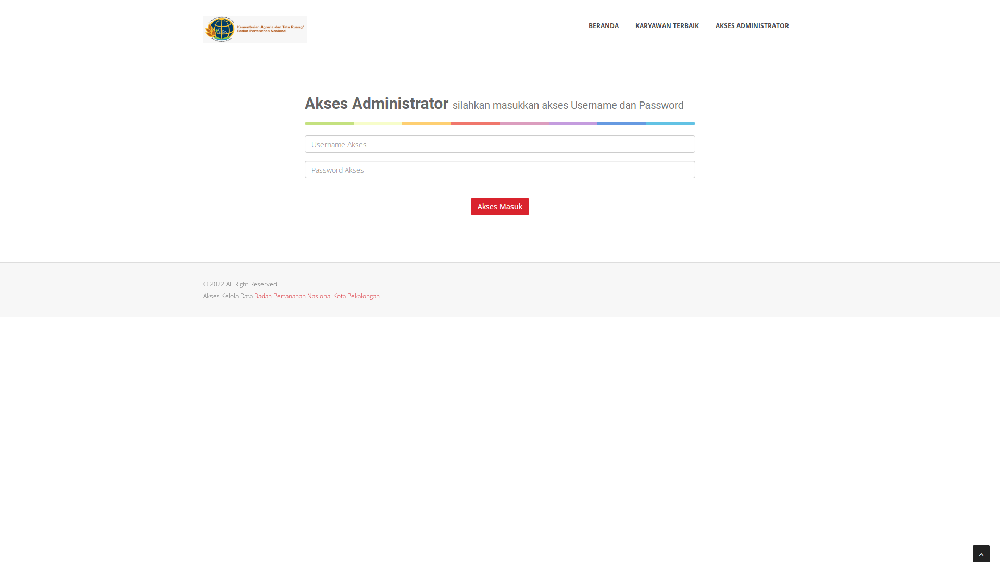 Kementerian Agraria dan Tata Ruang/
Badan Pertanahan Nasional
BERANDA
KARYAWAN TERBAIK
AKSES ADMINISTRATOR
Akses Administrator silahkan masukkan akses Username dan Password
Username Akses
Password Akses
Akses Masuk
© 2022 All Right Reserved
Akses Kelola Data Badan Pertanahan Nasional Kota Pekalongan